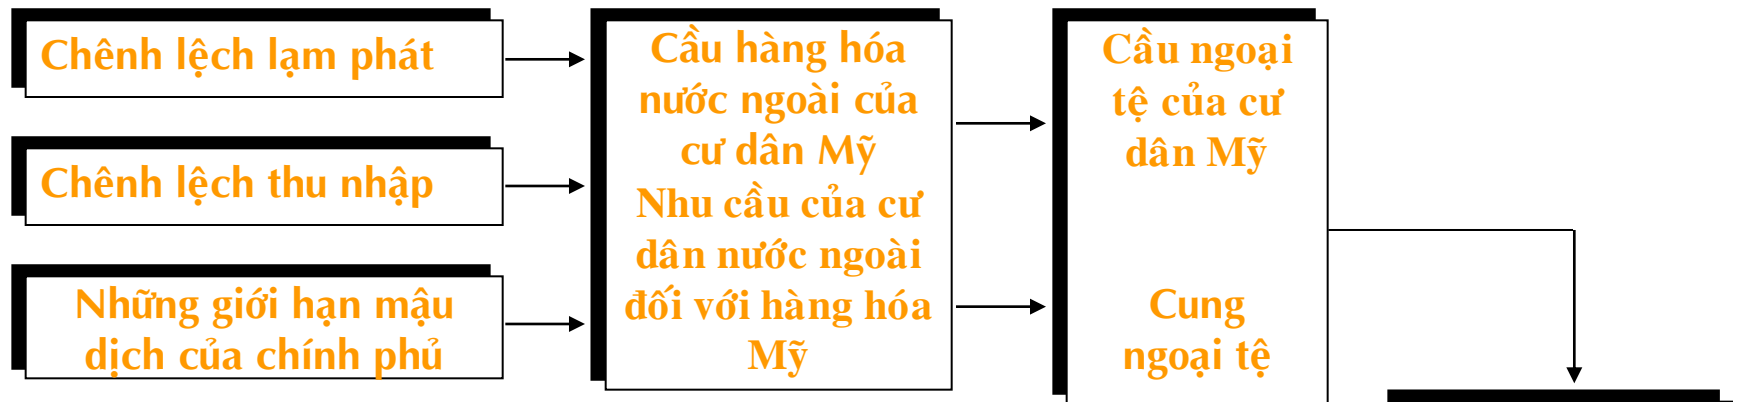 Chênh lệch lạm phát
Chênh lệch thu nhập
Những giới hạn mậu
dịch của chính phủ
Cầu hàng hóa
nước ngoài của
cư dân Mỹ
Nhu cầu của cư
dân nước ngoài
đối với hàng hóa
Mỹ
Cầu ngoại
tệ của cư
dân Mỹ
Cung
ngoại tệ